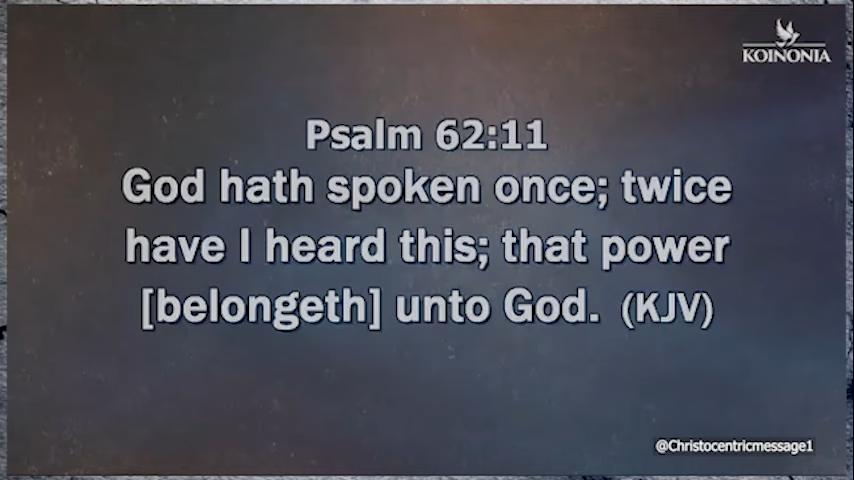 KOINONIA
Psalm 62:11
God hath spoken once; twice
have I heard this; that power
[belongeth] unto God. (KJV)
@Christocentricmessage1